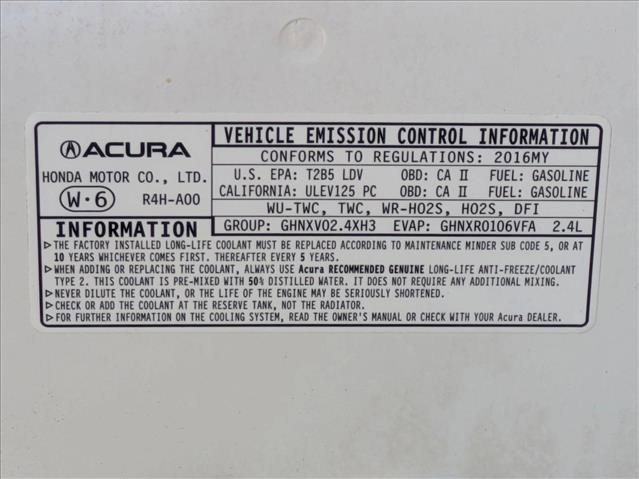 ACURA
HONDA MOTOR CO., LTD.
W·6 R4H-A00
VEHICLE EMISSION CONTROL INFORMATION
CONFORMS TO REGULATIONS: 2016MY
U.S. EPA: T2B5 LDV OBD: CA II FUEL: GASOLINE
CALIFORNIA: ULEV125 PC OBD: CA II FUEL: GASOLINE
WU-TWC, TWC, WR-HO2S, HO2S, DFI
GROUP: GHNXV02.4XH3 EVAP: GHNXR0106VFA 2.4L
INFORMATION
▷THE FACTORY INSTALLED LONG-LIFE COOLANT MUST BE REPLACED ACCORDING TO MAINTENANCE MINDER SUB CODE 5, OR AT
10 YEARS WHICHEVER COMES FIRST. THEREAFTER EVERY 5 YEARS.
▷WHEN ADDING OR REPLACING THE COOLANT, ALWAYS USE Acura RECOMMENDED GENUINE LONG-LIFE ANTI-FREEZE/COOLANT
TYPE 2. THIS COOLANT IS PRE-MIXED WITH 50% DISTILLED WATER. IT DOES NOT REQUIRE ANY ADDITIONAL MIXING.
▷NEVER DILUTE THE COOLANT, OR THE LIFE OF THE ENGINE MAY BE SERIOUSLY SHORTENED.
▷CHECK OR ADD THE COOLANT AT THE RESERVE TANK, NOT THE RADIATOR.
▷FOR FURTHER INFORMATION ON THE COOLING SYSTEM, READ THE OWNER'S MANUAL OR CHECK WITH YOUR Acura DEALER.